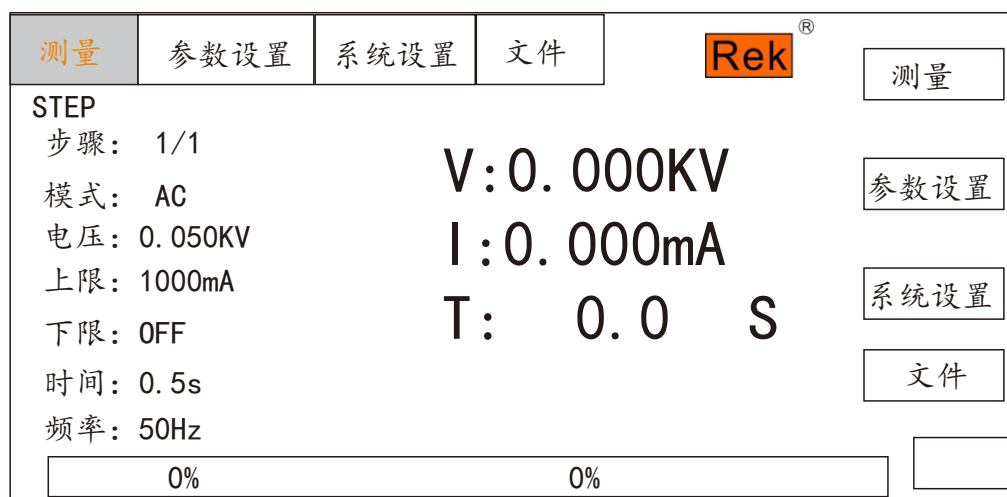 测量 参数设置 系统设置 文件 Rek®
测量
STEP
步骤： 1/1
模式： AC
电压：0.050KV
上限：1000mA
下限：OFF
时间：0.5s
频率：50Hz
V:0.000KV
I:0.000mA
T: 0.0 S
参数设置
系统设置
文件
0% 0%